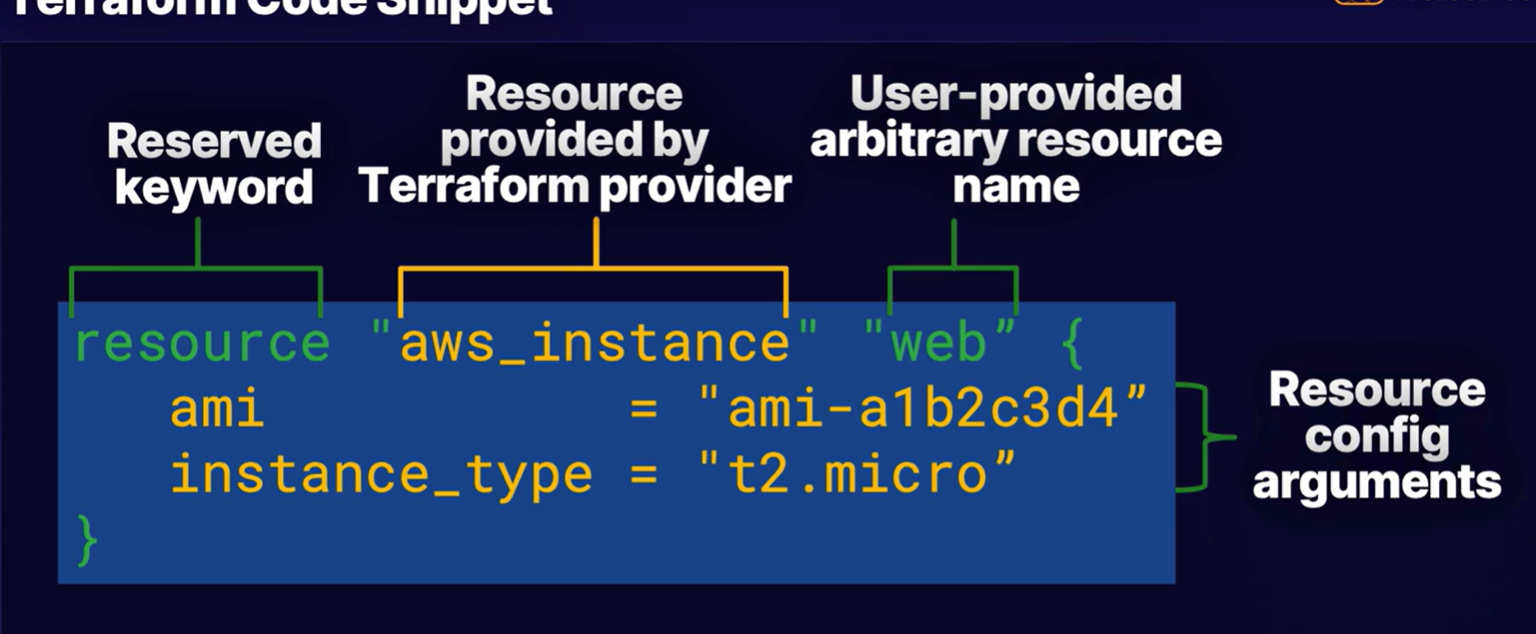 Terraform Code Snippet
Resource
provided by
Terraform provider
User-provided
arbitrary resource
name
Reserved
keyword
resource "aws_instance" "web” {
ami = "ami-a1b2c3d4”
instance_type = "t2.micro”
}
Resource
config
arguments